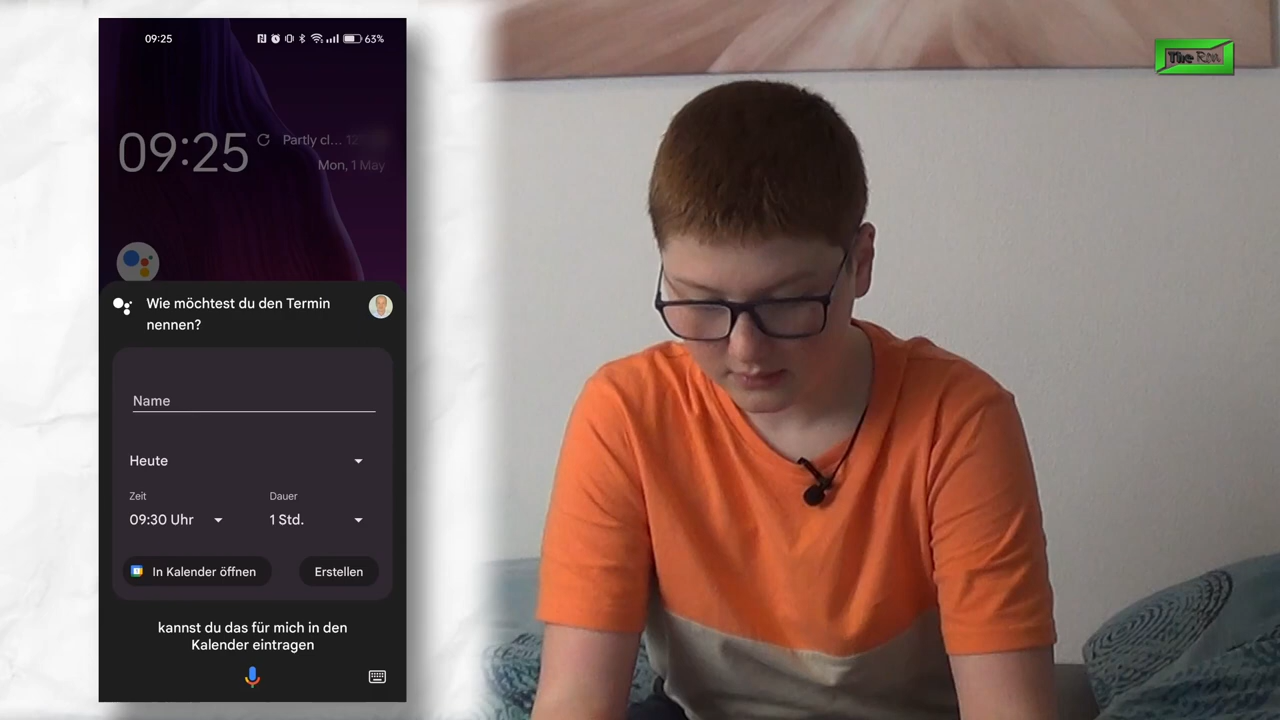 09:25
63%
09:25
Partly cl...
Mon, 1 May
Wie möchtest du den Termin
nennen?
Name
Heute
Zeit
Dauer
09:30 Uhr
1 Std.
In Kalender öffnen
Erstellen
kannst du das für mich in den
Kalender eintragen
The